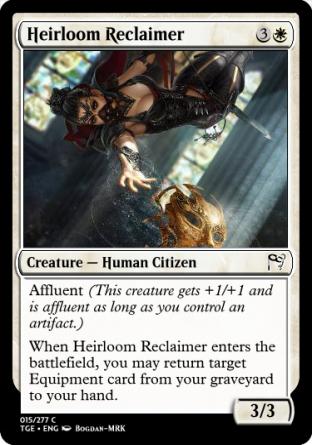 Heirloom Reclaimer 3
Creature — Human Citizen
Affluent (This creature gets +1/+1 and
is affluent as long as you control an
artifact.)
When Heirloom Reclaimer enters the
battlefield, you may return target
Equipment card from your graveyard
to your hand.
3/3
015/277 C
TGE • ENG Bogdan-MRK